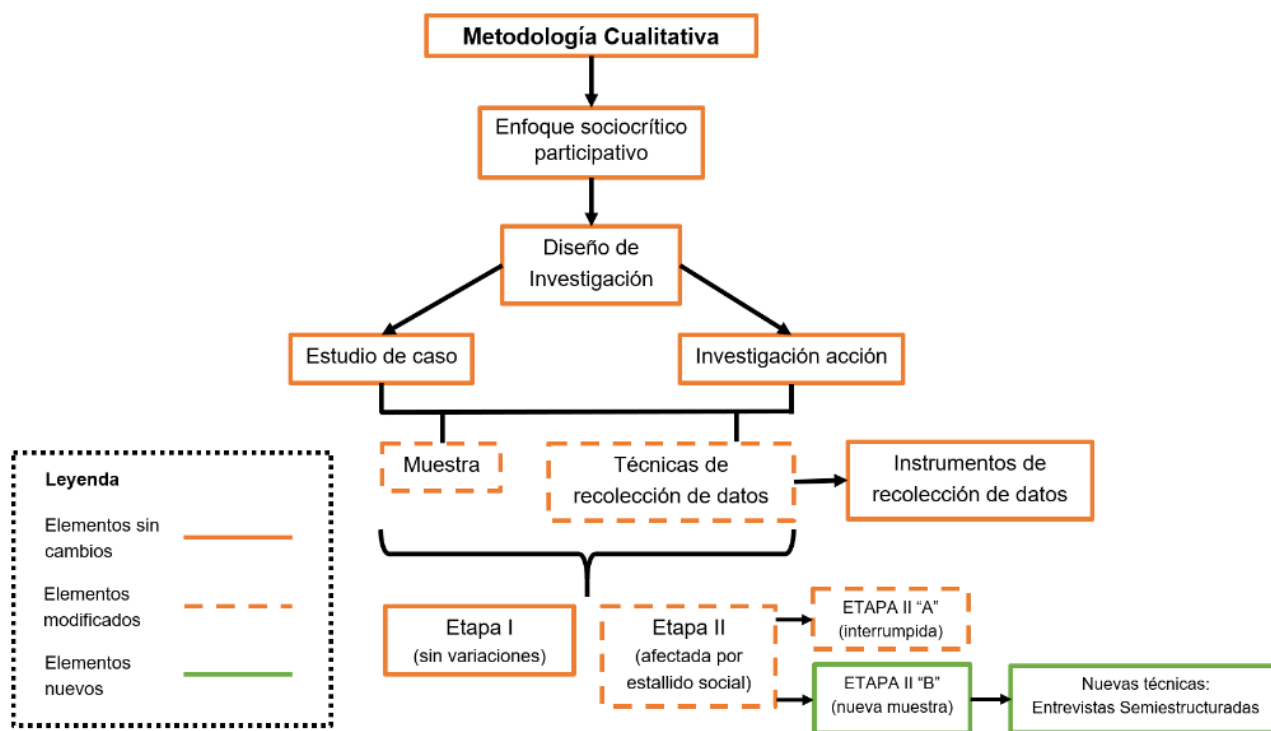 Metodología Cualitativa
Enfoque sociocrítico
participativo
Diseño de
Investigación
Estudio de caso
Investigación acción
Muestra
Técnicas de
recolección de datos
Instrumentos de
recolección de datos
Leyenda
Elementos sin
cambios
Elementos
modificados
Elementos
nuevos
Etapa I
(sin variaciones)
Etapa II
(afectada por
estallido social)
ETAPA II “A”
(interrumpida)
ETAPA II “B”
(nueva muestra)
Nuevas técnicas:
Entrevistas Semiestructuradas